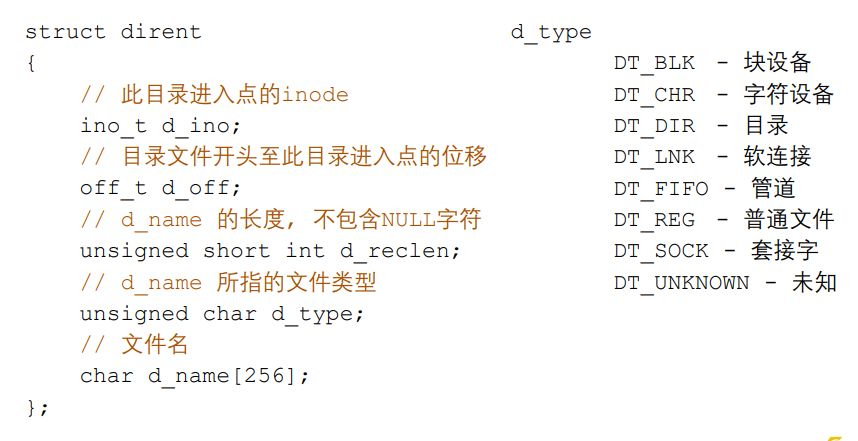 struct dirent
{
// 此目录进入点的inode
ino_t d_ino;
// 目录文件开头至此目录进入点的位移
off_t d_off;
// d_name 的长度, 不包含NULL字符
unsigned short int d_reclen;
// d_name 所指的文件类型
unsigned char d_type;
// 文件名
char d_name[256];
};
d_type
DT_BLK - 块设备
DT_CHR - 字符设备
DT_DIR - 目录
DT_LNK - 软连接
DT_FIFO - 管道
DT_REG - 普通文件
DT_SOCK - 套接字
DT_UNKNOWN - 未知